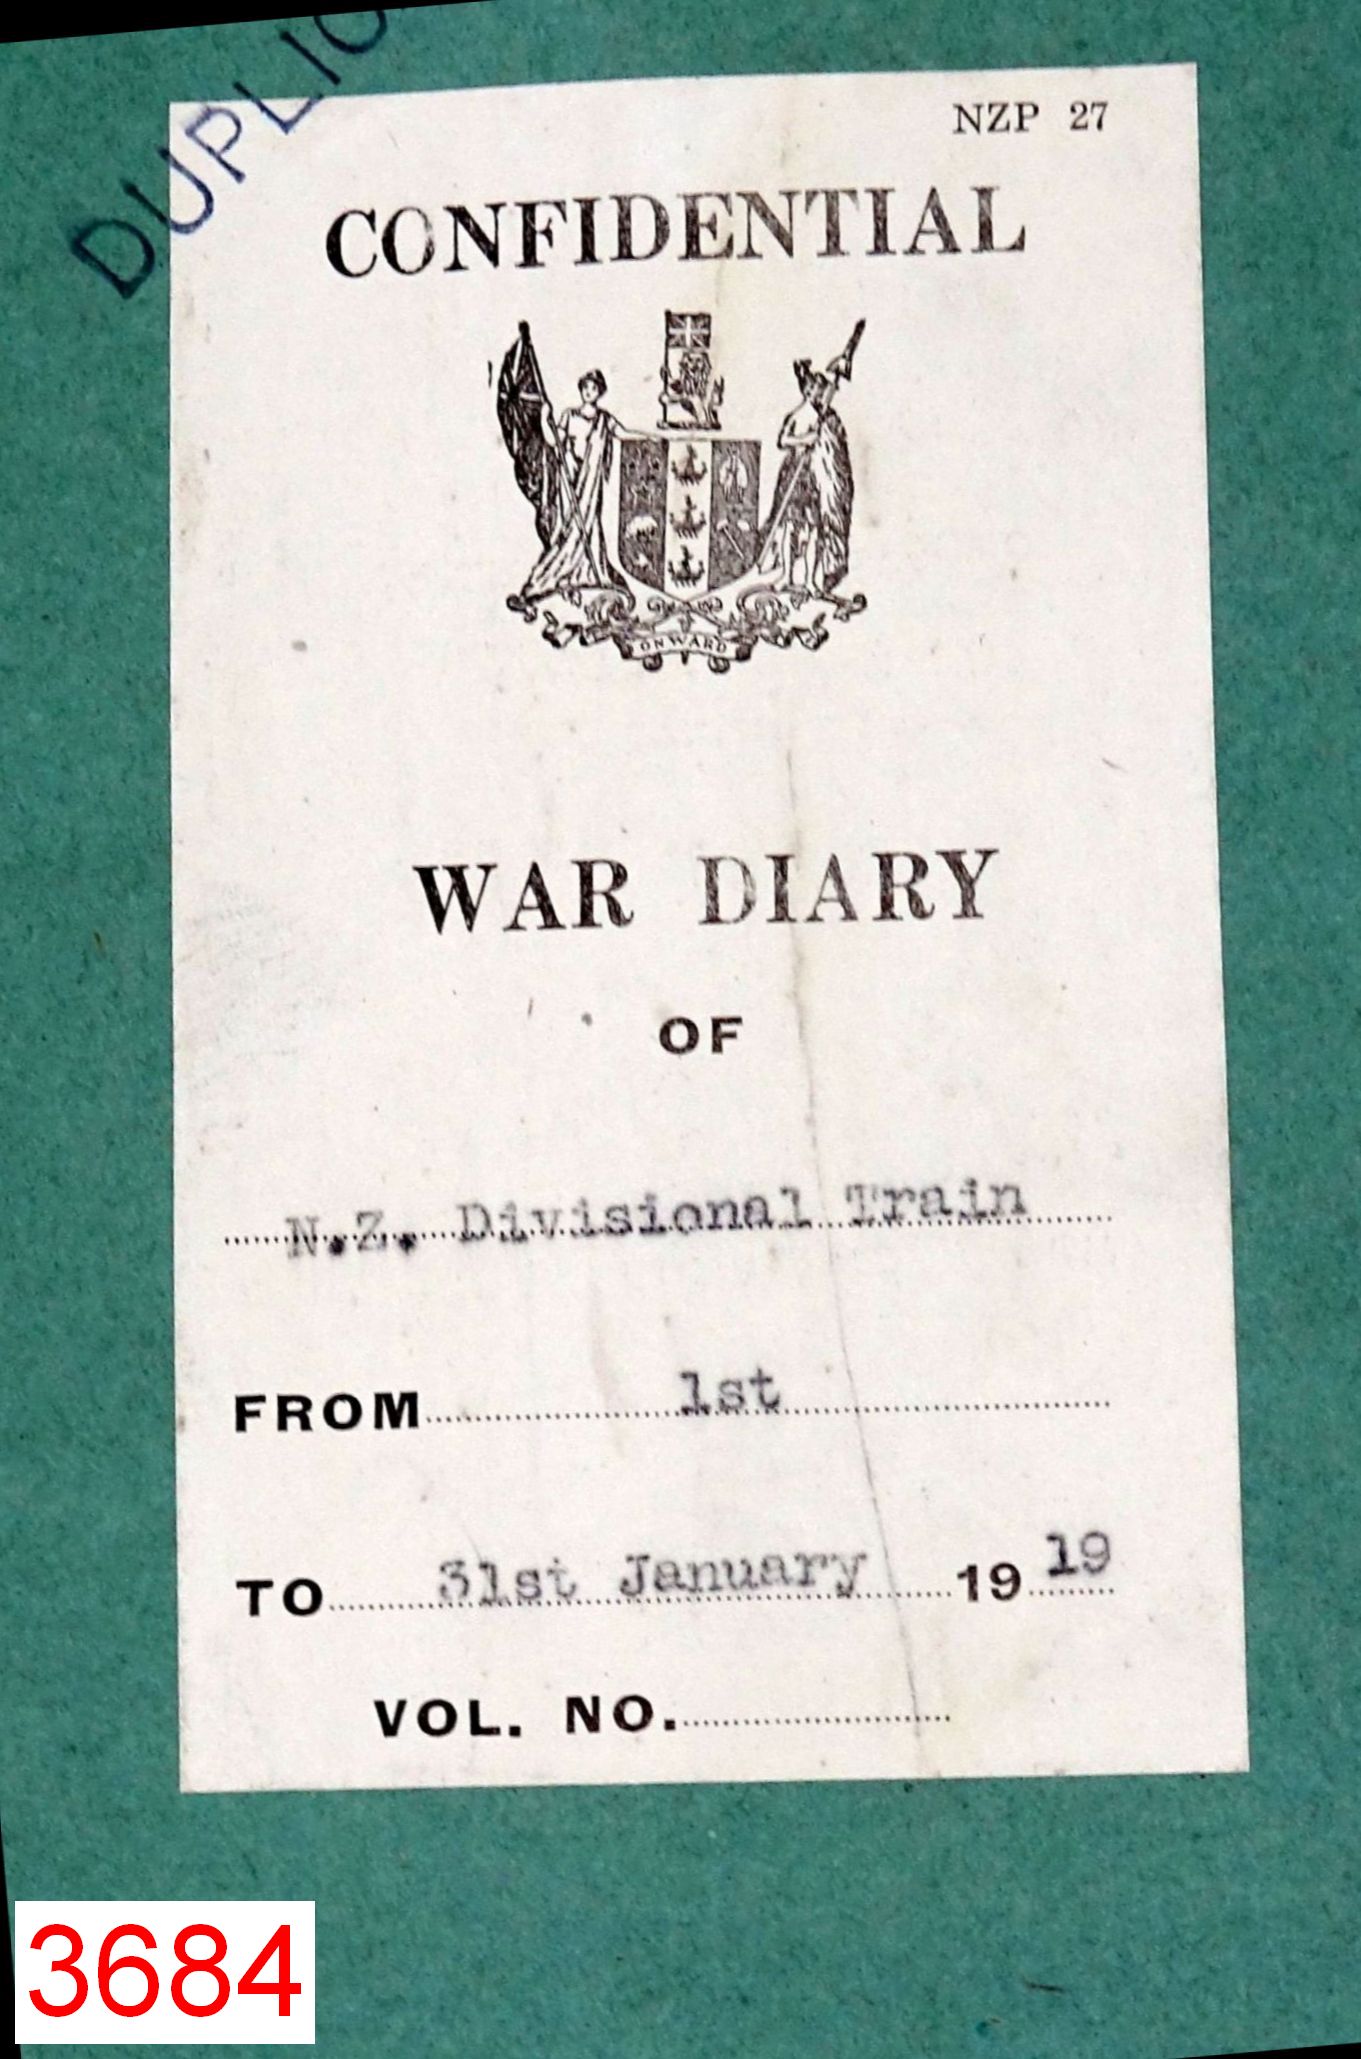 DUPLIC
NZP 27
CONFIDENTIAL
ONWARD
WAR DIARY
OF
N.Z. Divisional Train
FROM 1st
TO 31st January 1919
VOL. NO.
3684